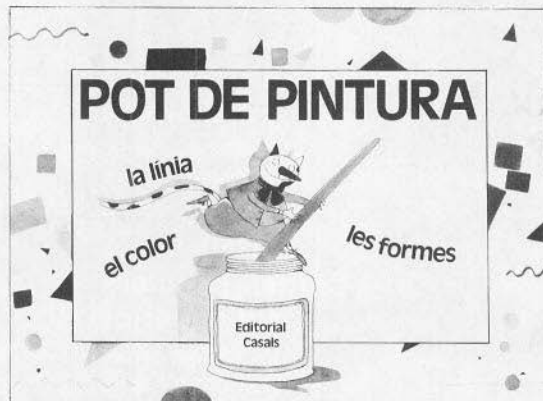 POT DE PINTURA
la línia
el color
les formes
Editorial
Casals